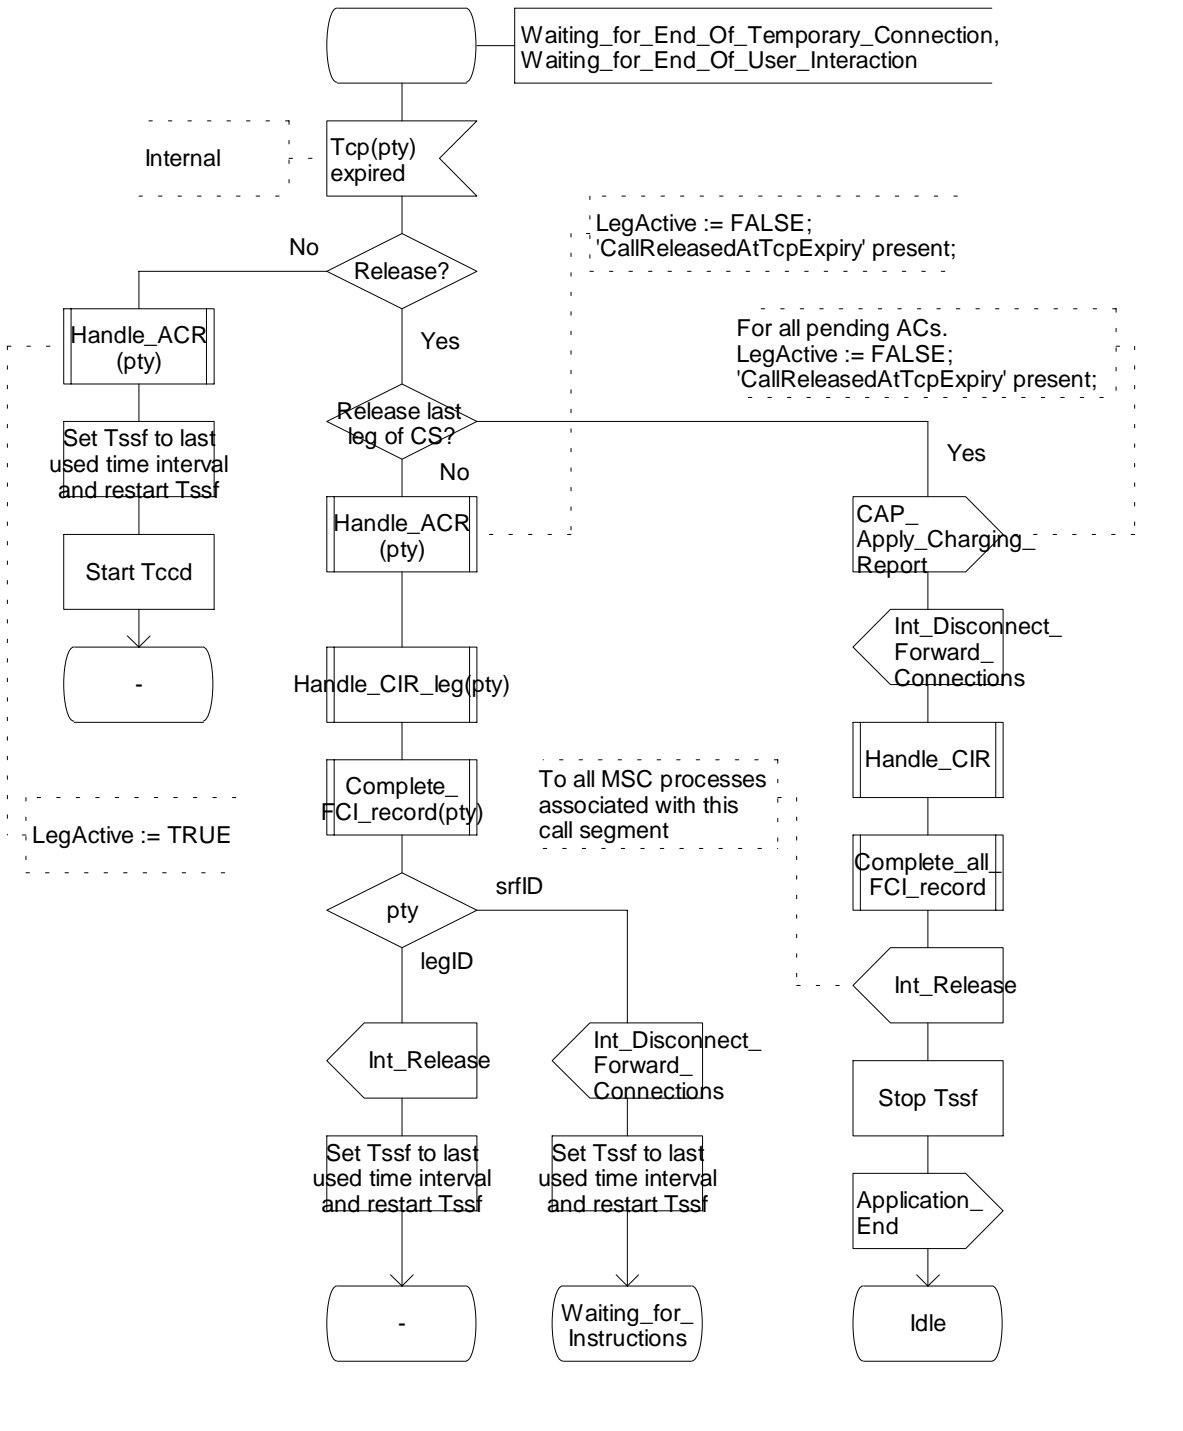 Waiting_for_End_Of_Temporary_Connection,
Waiting_for_End_Of_User_Interaction
Internal
Tcp(pty)
expired
LegActive := FALSE;
'CallReleasedAtTcpExpiry' present;
No
Release?
Yes
For all pending ACs.
LegActive := FALSE;
'CallReleasedAtTcpExpiry' present;
Handle_ACR
(pty)
Release last
leg of CS?
Yes
No
Set Tssf to last
used time interval
and restart Tssf
Handle_ACR
(pty)
CAP_
Apply_Charging_
Report
Start Tccd
Int_Disconnect_
Forward_
Connections
-
Handle_CIR_leg(pty)
Handle_CIR
Complete_
FCI_record(pty)
To all MSC processes
associated with this
call segment
LegActive := TRUE
Complete_all_
FCI_record
pty
srfID
legID
Int_Release
Int_Release
Int_Disconnect_
Forward_
Connections
Stop Tssf
Set Tssf to last
used time interval
and restart Tssf
Set Tssf to last
used time interval
and restart Tssf
Application_
End
-
Waiting_for_
Instructions
Idle